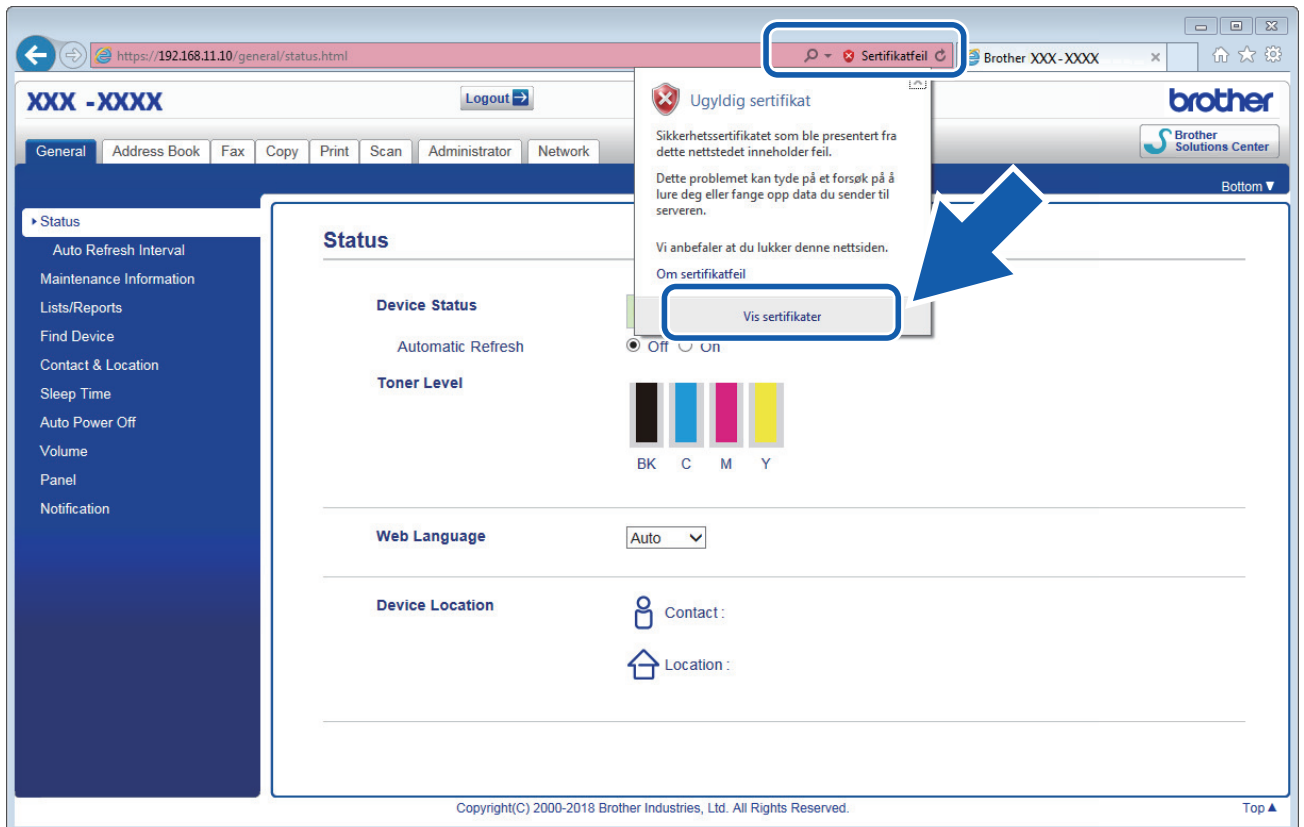 https://192.168.11.10/general/status.html
Sertifikatfeil
Brother XXX-XXXX
XXX -XXXX
Logout
brother
Brother
Solutions Center
General
Address Book
Fax
Copy
Print
Scan
Administrator
Network
Bottom▼
Ugyldig sertifikat
Sikkerhetssertifikatet som ble presentert fra
dette nettstedet inneholder feil.
Dette problemet kan tyde på et forsøk på å
lure deg eller fange opp data du sender til
serveren.
Vi anbefaler at du lukker denne nettsiden.
Om sertifikatfeil
Vis sertifikater
Status
Auto Refresh Interval
Maintenance Information
Lists/Reports
Find Device
Contact & Location
Sleep Time
Auto Power Off
Volume
Panel
Notification
Status
Device Status
Automatic Refresh
Off
On
Toner Level
BK C M Y
Web Language
Auto
Device Location
Contact :
Location :
Copyright(C) 2000-2018 Brother Industries, Ltd. All Rights Reserved.
Top▲